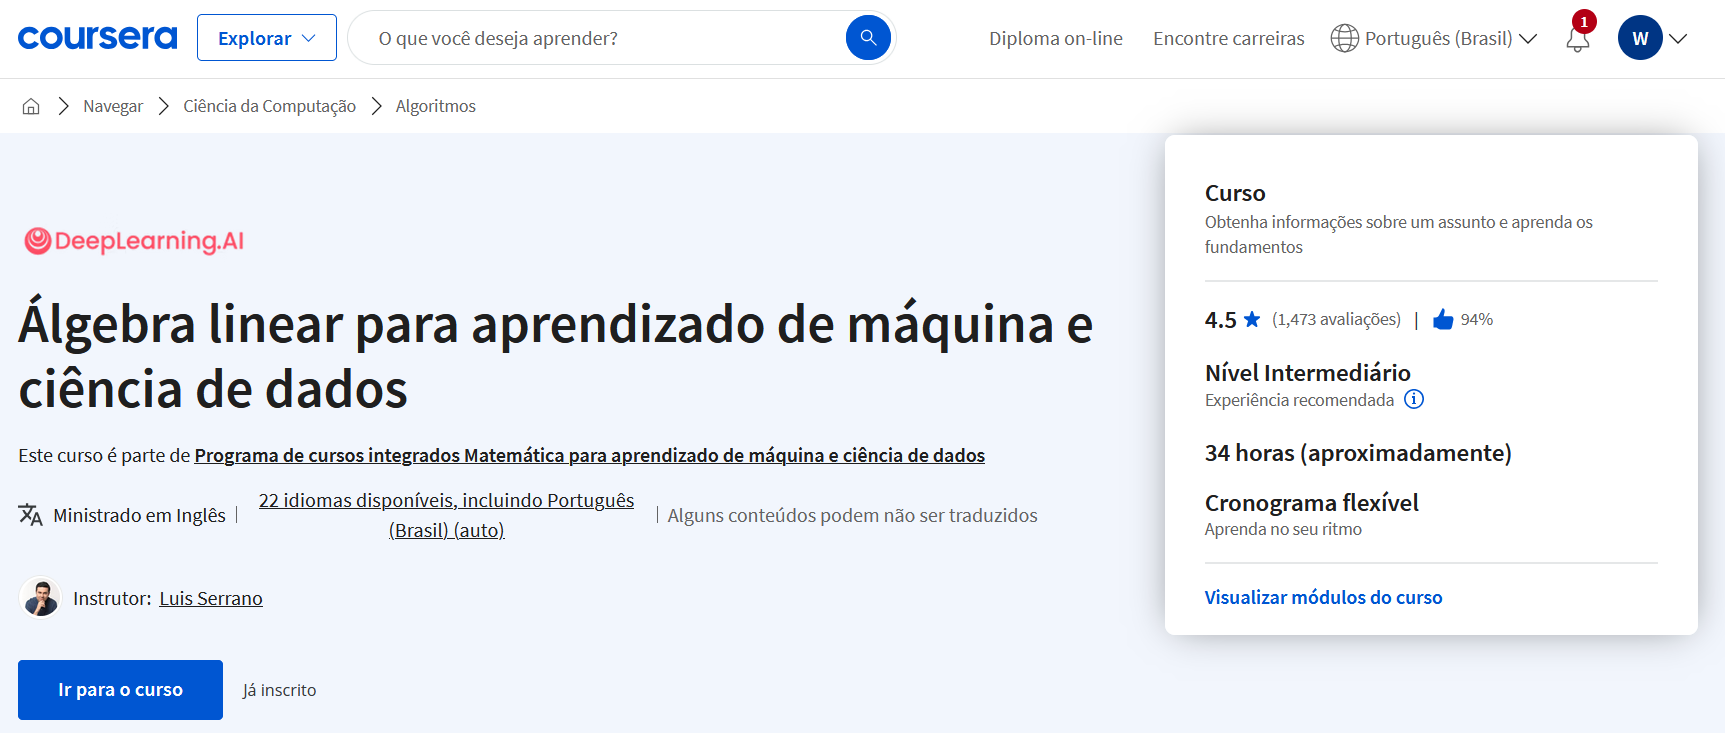 coursera
Explorar
O que você deseja aprender?
Diploma on-line
Encontre carreiras
Português (Brasil)
1
W
Navegar
Ciência da Computação
Algoritmos
DeepLearning.AI
Álgebra linear para aprendizado de máquina e
ciência de dados
Este curso é parte de Programa de cursos integrados Matemática para aprendizado de máquina e ciência de dados
Ministrado em Inglês
22 idiomas disponíveis, incluindo Português
(Brasil) (auto)
Alguns conteúdos podem não ser traduzidos
Instrutor: Luis Serrano
Ir para o curso
Já inscrito
Curso
Obtenha informações sobre um assunto e aprenda os
fundamentos
4.5 (1,473 avaliações) | 94%
Nível Intermediário
Experiência recomendada
34 horas (aproximadamente)
Cronograma flexível
Aprenda no seu ritmo
Visualizar módulos do curso